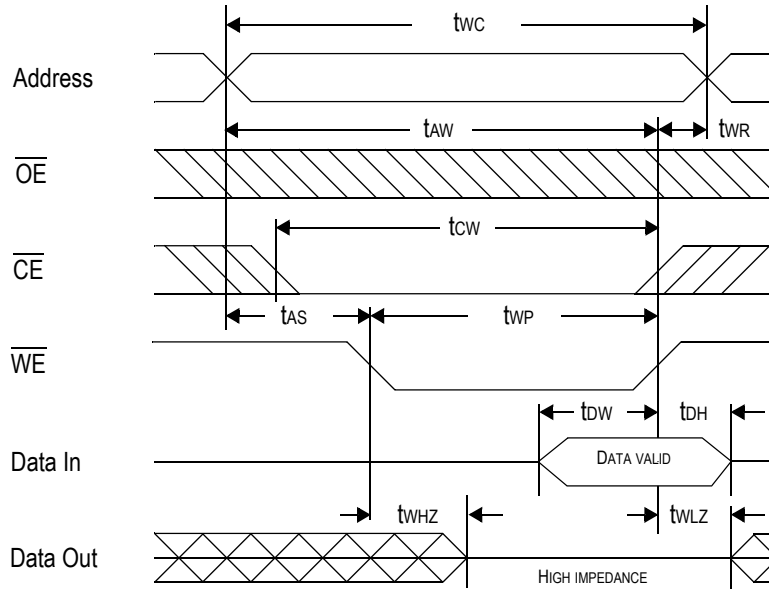 tWC
Address
tAW
tWR
OE
tCW
CE
tAS
tWP
WE
tDW
tDH
Data In
DATA VALID
tWHZ
tWLZ
Data Out
HIGH IMPEDANCE